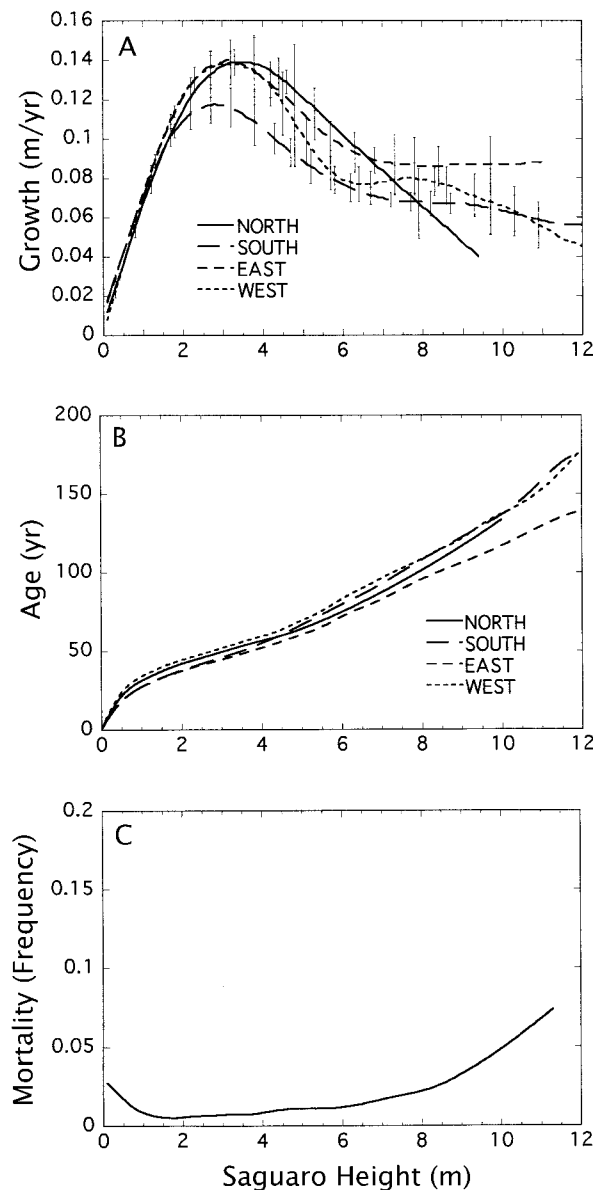 A
0.16
0.14
0.12
0.1
0.08
0.06
0.04
0.02
0
Growth (m/yr)
NORTH
SOUTH
EAST
WEST
0 2 4 6 8 10 12
B
200
150
100
50
0
Age (yr)
NORTH
SOUTH
EAST
WEST
0 2 4 6 8 10 12
C
0.2
0.15
0.1
0.05
0
Mortality (Frequency)
0 2 4 6 8 10 12
Saguaro Height (m)